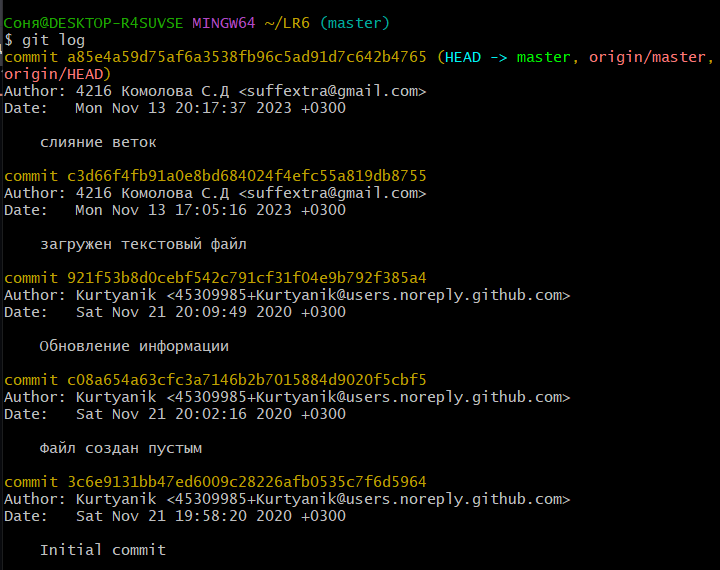 Соня@DESKTOP-R4SUVSE MINGW64 ~/LR6 (master)
$ git log
commit a85e4a59d75af6a3538fb96c5ad91d7c642b4765 (HEAD -> master, origin/master,
origin/HEAD)
Author: 4216 Комолова С.Д <suffextra@gmail.com>
Date:   Mon Nov 13 20:17:37 2023 +0300
слияние веток
commit c3d66f4fb91a0e8bd684024f4efc55a819db8755
Author: 4216 Комолова С.Д <suffextra@gmail.com>
Date:   Mon Nov 13 17:05:16 2023 +0300
загружен текстовый файл
commit 921f53b8d0cebf542c791cf31f04e9b792f385a4
Author: Kurtyanik <45309985+Kurtyanik@users.noreply.github.com>
Date:   Sat Nov 21 20:09:49 2020 +0300
Обновление информации
commit c08a654a63cfc3a7146b2b7015884d9020f5cbf5
Author: Kurtyanik <45309985+Kurtyanik@users.noreply.github.com>
Date:   Sat Nov 21 20:02:16 2020 +0300
Файл создан пустым
commit 3c6e9131bb47ed6009c28226afb0535c7f6d5964
Author: Kurtyanik <45309985+Kurtyanik@users.noreply.github.com>
Date:   Sat Nov 21 19:58:20 2020 +0300
Initial commit